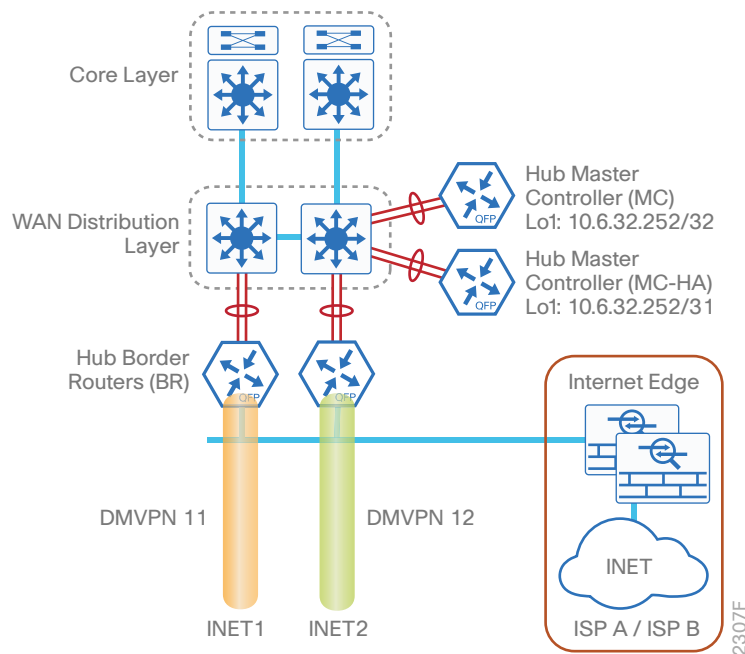 Core Layer
WAN Distribution
Layer
QFP
Hub Master
Controller (MC)
Lo1: 10.6.32.252/32
QFP
Hub Master
Controller (MC-HA)
Lo1: 10.6.32.252/31
Hub Border
Routers (BR)
QFP
QFP
Internet Edge
DMVPN 11
DMVPN 12
INET
INET1
INET2
ISP A / ISP B
2307F